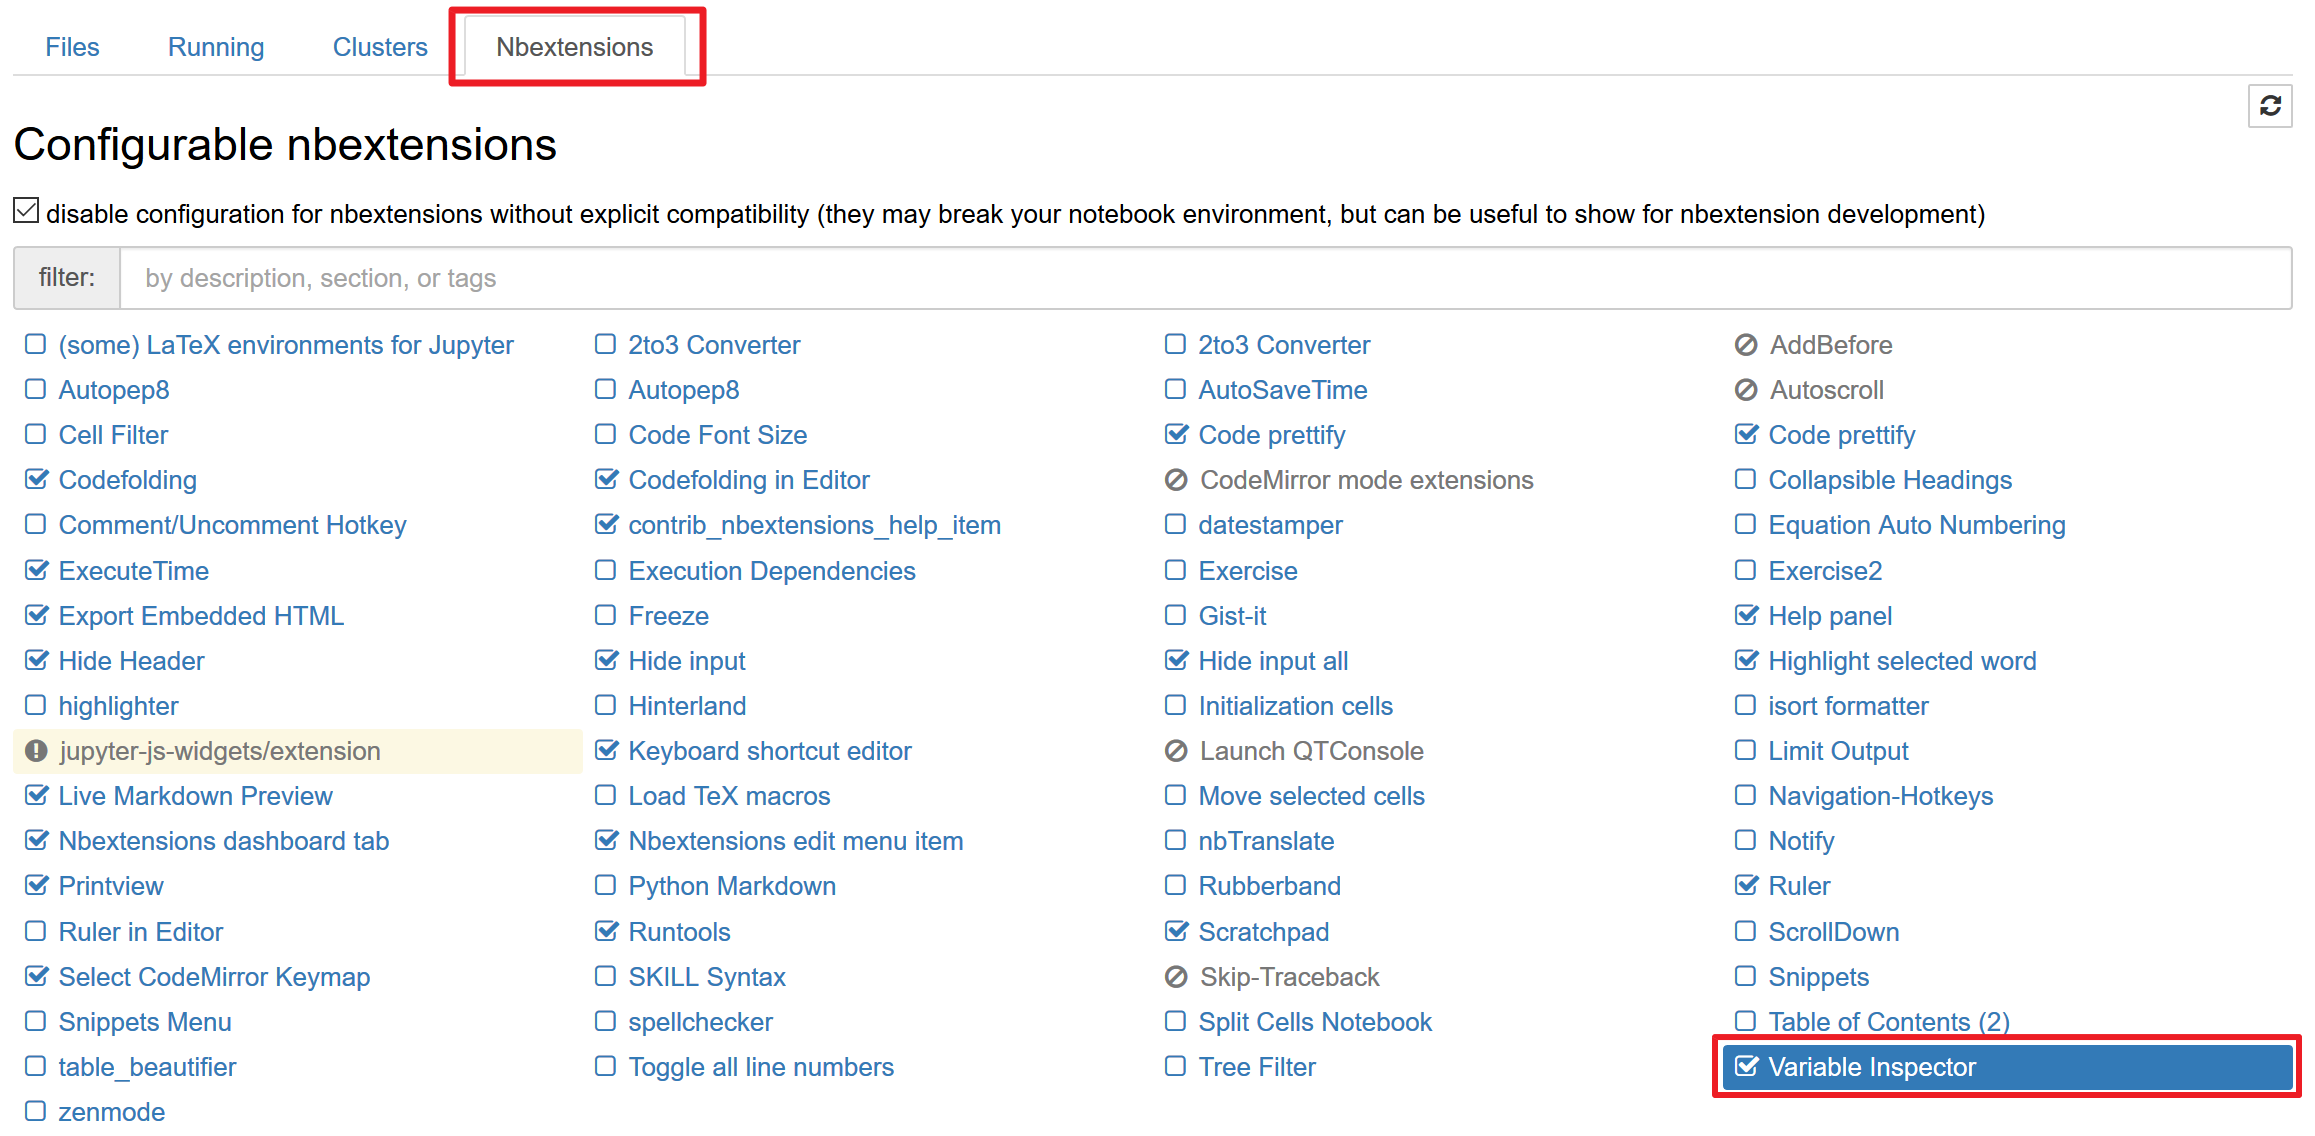 Files Running Clusters Nbextensions
Configurable nbextensions
disable configuration for nbextensions without explicit compatibility (they may break your notebook environment, but can be useful to show for nbextension development)
filter: by description, section, or tags
(some) LaTeX environments for Jupyter 2to3 Converter 2to3 Converter AddBefore
Autopep8 Autopep8 AutoSaveTime Autoscroll
Cell Filter Code Font Size Code prettify Code prettify
Codefolding Codefolding in Editor CodeMirror mode extensions Collapsible Headings
Comment/Uncomment Hotkey contrib_nbextensions_help_item datestamper Equation Auto Numbering
ExecuteTime Execution Dependencies Exercise Exercise2
Export Embedded HTML Freeze Gist-it Help panel
Hide Header Hide input Hide input all Highlight selected word
highlighter Hinterland Initialization cells isort formatter
jupyter-js-widgets/extension Keyboard shortcut editor Launch QTConsole Limit Output
Live Markdown Preview Load TeX macros Move selected cells Navigation-Hotkeys
Nbextensions dashboard tab Nbextensions edit menu item nbTranslate Notify
Printview Python Markdown Rubberband Ruler
Ruler in Editor Runtools Scratchpad ScrollDown
Select CodeMirror Keymap SKILL Syntax Skip-Traceback Snippets
Snippets Menu spellchecker Split Cells Notebook Table of Contents (2)
table_beautifier Toggle all line numbers Tree Filter Variable Inspector
zenmode